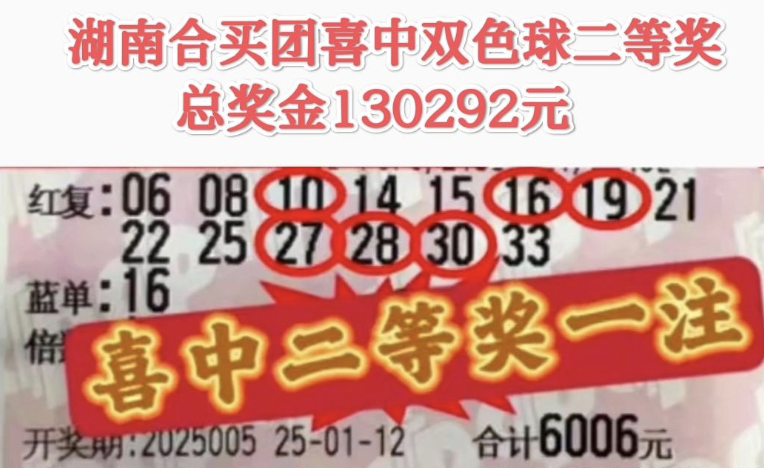 湖南合买团喜中双色球二等奖
总奖金130292元
红复:06 08 10 14 15 16 19 21
22 25 27 28 30 33
蓝单:16
倍
喜中二等奖一注
开奖期:2025005 25-01-12 合计6006元